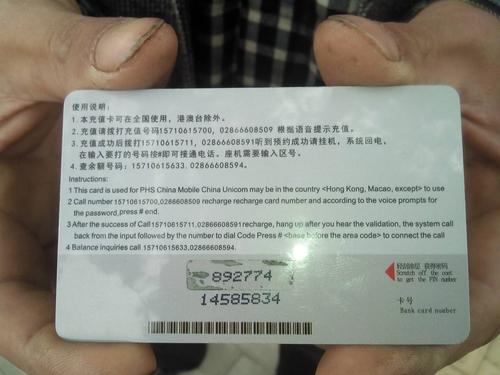 使用说明：
1.本充值卡可在全国使用，港澳台除外。
2.充值请拨打充值号码15710615700，02866608509 根据语音提示充值。
3.充值成功后拨打15710615711，02866608591听到预约成功请挂机，系统回电，
在输入要打的号码按#即可接通电话。座机需要输入区号。
4.查余额号码：15710615633，02866608594。
Instructions:
1 This card is used for PHS China Mobile China Unicom may be in the country <Hong Kong, Macao, except> to use
2 Call number 15710615700,02866608509 recharge recharge card number and according to the voice prompts for
the password,press # end.
3 After the success of Call15710615711,02866608591recharge, hang up after you hear the validation, the system call
back from the input followed by the number to dial Code Press # <base before the area code> to connect the call
4 Balance inquiries call 15710615633,02866608594.
892774
轻刮涂层 获得密码
Scratch off the coat
to get the PIN number
14585834
卡号
Bank card number